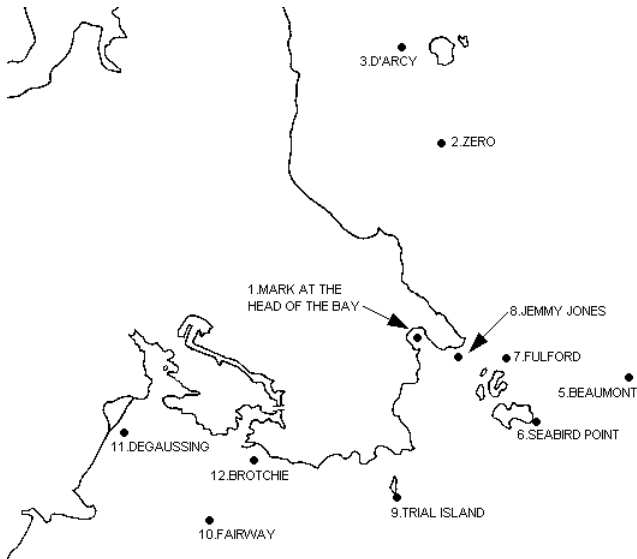 3.D'ARCY
2.ZERO
1.MARK AT THE
HEAD OF THE BAY
8.JEMMY JONES
7.FULFORD
5.BEAUMONT
6.SEABIRD POINT
11.DEGAUSSING
12.BROTCHIE
9.TRIAL ISLAND
10.FAIRWAY